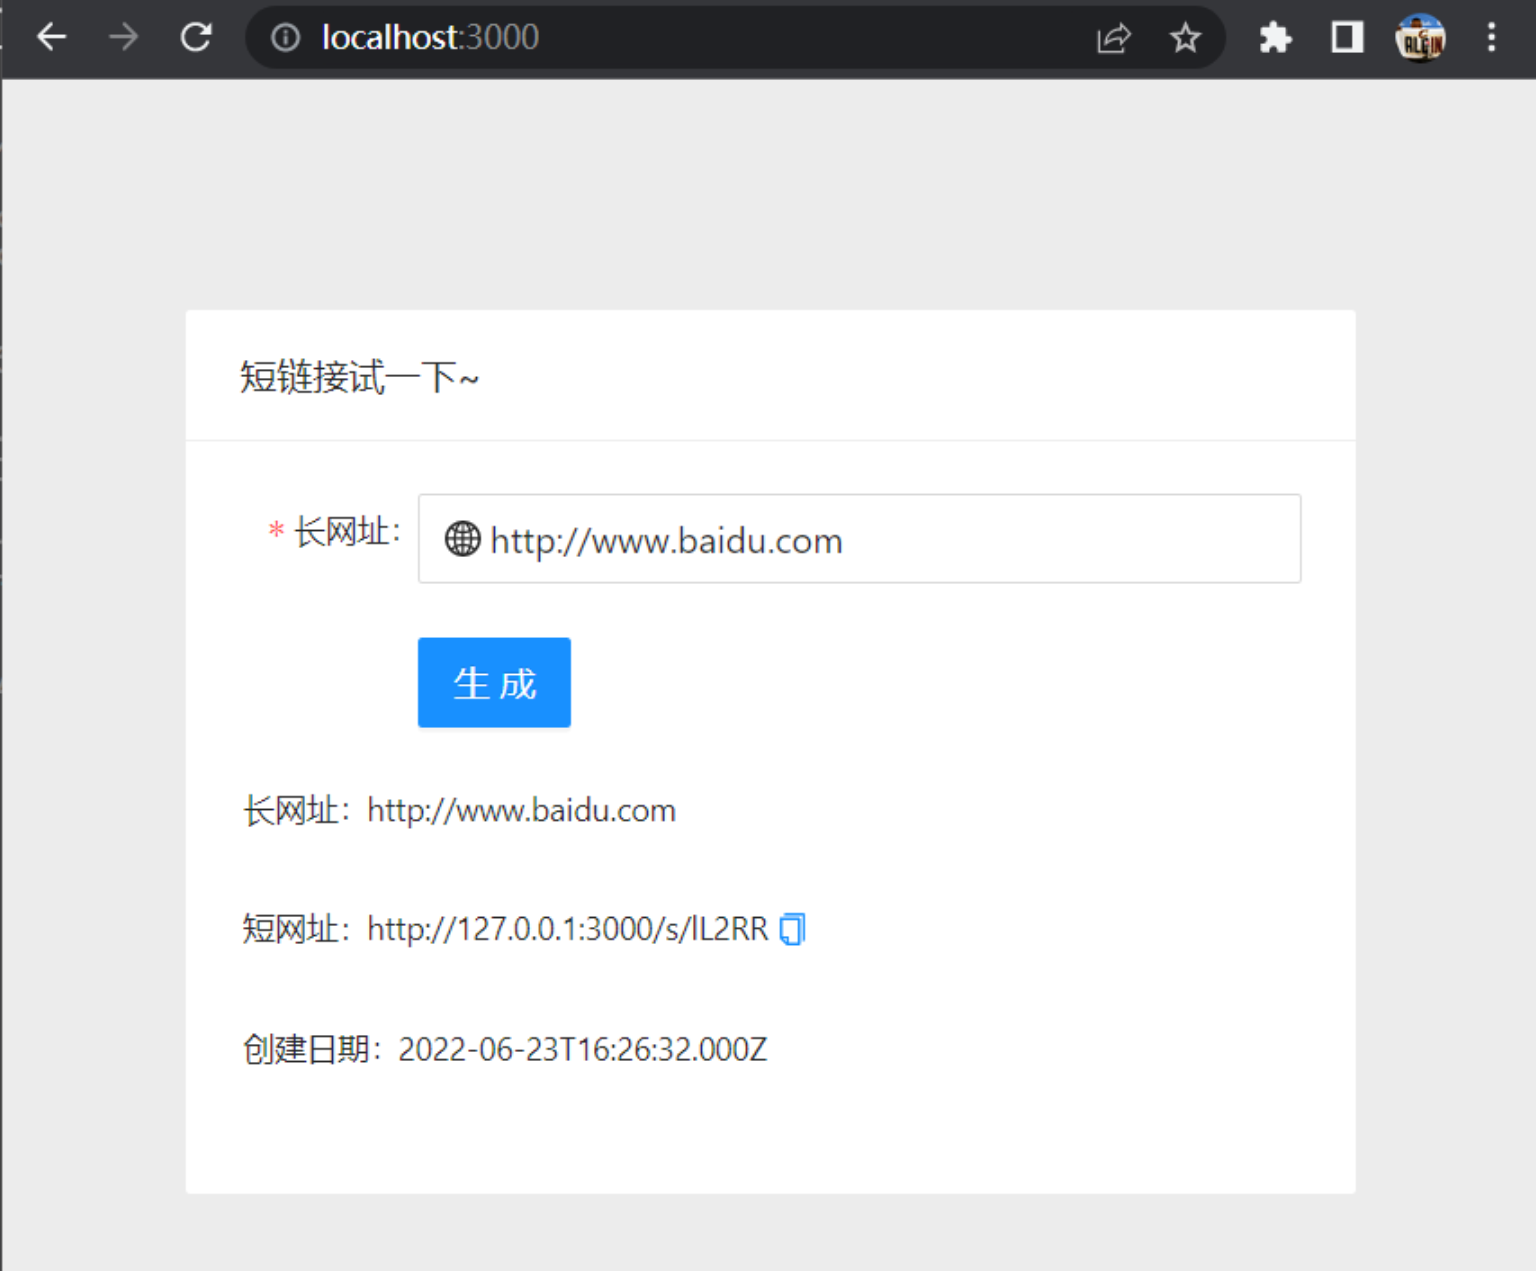 localhost:3000
短链接试一下~
* 长网址:
http://www.baidu.com
生成
长网址：http://www.baidu.com
短网址：http://127.0.0.1:3000/s/lL2RR
创建日期：2022-06-23T16:26:32.000Z